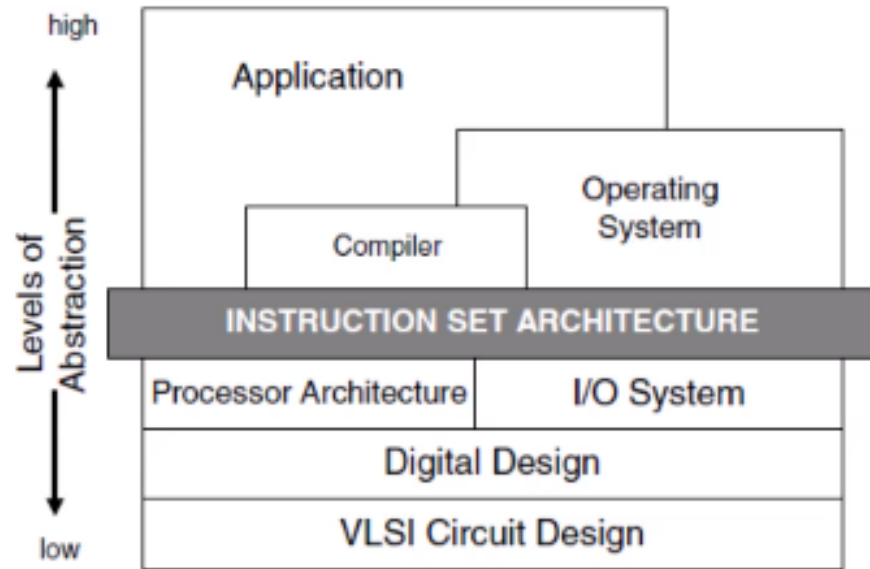 high
Application
Operating
System
Compiler
Levels of
Abstraction
INSTRUCTION SET ARCHITECTURE
Processor Architecture
I/O System
Digital Design
VLSI Circuit Design
low